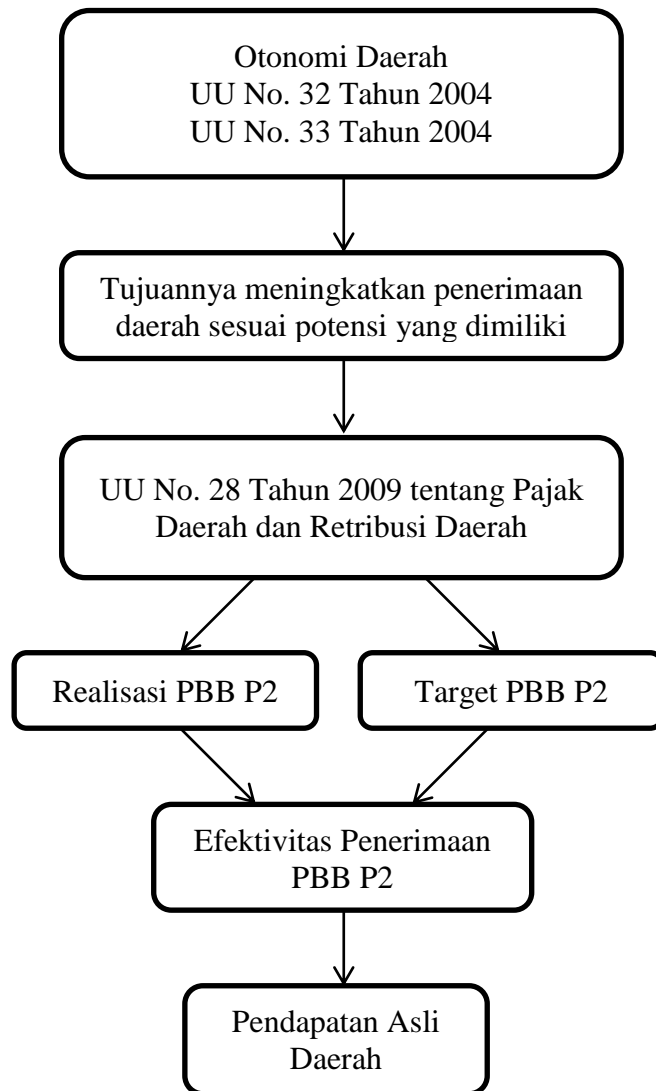 Otonomi Daerah
UU No. 32 Tahun 2004
UU No. 33 Tahun 2004
Tujuannya meningkatkan penerimaan
daerah sesuai potensi yang dimiliki
UU No. 28 Tahun 2009 tentang Pajak
Daerah dan Retribusi Daerah
Realisasi PBB P2
Target PBB P2
Efektivitas Penerimaan
PBB P2
Pendapatan Asli
Daerah